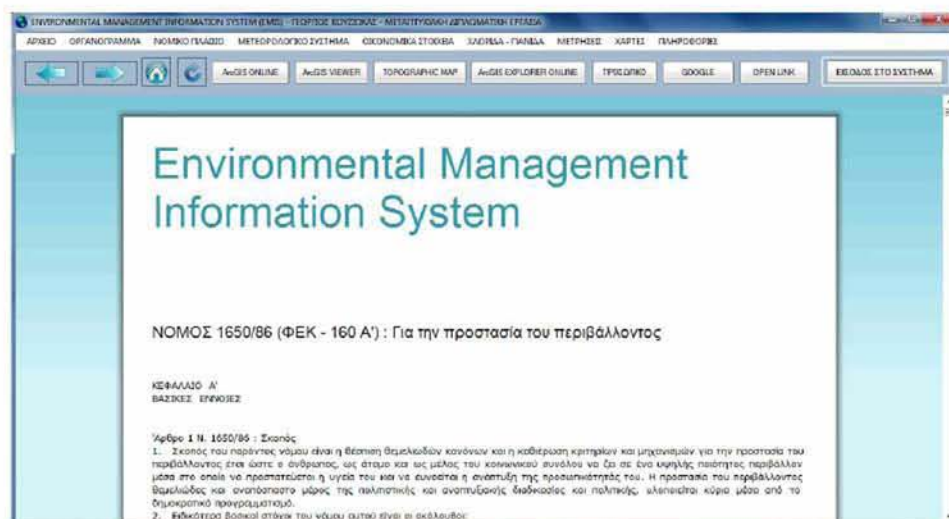 ENVIRONMENTAL MANAGEMENT INFORMATION SYSTEM (EMIS) - ΓΕΩΡΓΙΟΣ - ΜΕΤΑΠΤΥΧΙΑΚΗ ΔΙΠΛΩΜΑΤΙΚΗ ΕΡΓΑΣΙΑ
ΑΡΧΕΙΟ ΟΡΓΑΝΟΓΡΑΜΜΑ ΝΟΜΙΚΟ ΠΛΑΙΣΙΟ ΜΕΤΕΩΡΟΛΟΓΙΚΟ ΣΥΣΤΗΜΑ ΟΙΚΟΝΟΜΙΚΑ ΣΤΟΙΧΕΙΑ ΧΛΩΡΙΔΑ - ΠΑΝΙΔΑ ΜΕΤΡΗΣΕΙΣ ΧΑΡΤΕΣ ΠΛΗΡΟΦΟΡΙΕΣ
ArcGIS ONLINE ArcGIS VIEWER TOPOGRAPHIC MAP ArcGIS EXPLORER ONLINE ΠΡΟΣΩΠΙΚΟ GOOGLE OPEN LINK ΕΙΣΟΔΟΣ ΣΤΟ ΣΥΣΤΗΜΑ
Environmental Management
Information System
ΝΟΜΟΣ 1650/86 (ΦΕΚ - 160 Α') : Για την προστασία του περιβάλλοντος
ΚΕΦΑΛΑΙΟ Α'
ΒΑΣΙΚΕΣ ΕΝΝΟΙΕΣ
'Αρθρο 1 Ν. 1650/86 : Σκοπός
1. Σκοπός του παρόντος νόμου είναι η θέσπιση θεμελιωδών κανόνων και η καθιέρωση κριτηρίων και μηχανισμών για την προστασία του
περιβάλλοντος έτσι ώστε ο άνθρωπος, ως άτομο και ως μέλος του κοινωνικού συνόλου να ζει σε ένα υψηλής ποιότητας περιβάλλον
μέσα στο οποίο να προστατεύεται η υγεία του και να ευνοείται η ανάπτυξη της προσωπικότητάς του. Η προστασία του περιβάλλοντος
θεμελιώδες και αναπόσπαστο μέρος της πολιτιστικής και αναπτυξιακής διαδικασίας και πολιτικής, υλοποιείται κύρια μέσα από το
δημοκρατικό προγραμματισμό.
2. Ειδικότερα βασικοί στόχοι του νόμου αυτού είναι οι ακόλουθοι: